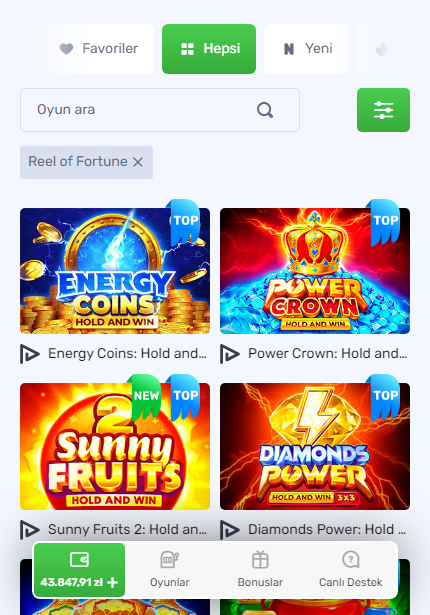 Favoriler
Hepsi
Yeni
Oyun ara
Reel of Fortune
TOP
ENERGY
COINS
HOLD AND WIN
Energy Coins: Hold and...
TOP
POWER
CROWN
HOLD AND WIN
Power Crown: Hold and...
NEW
TOP
2
Sunny
FRUITS
HOLD AND WIN
Sunny Fruits 2: Hold an...
TOP
DIAMONDS
POWER
HOLD AND WIN 3X3
Diamonds Power: Hold ...
43.847,91 zł +
Oyunlar
Bonuslar
Canlı Destek